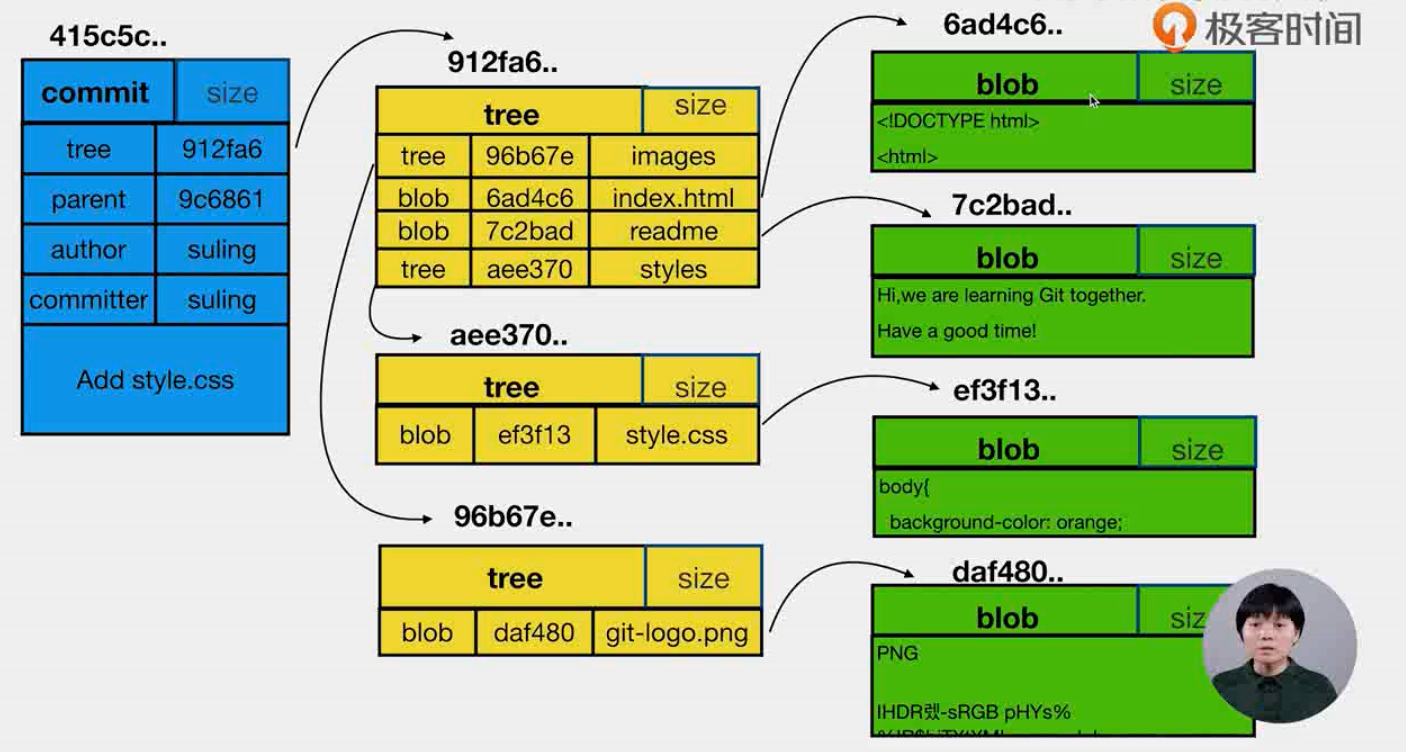 极客时间
415c5c..
commit size
tree 912fa6
parent 9c6861
author suling
committer suling
Add style.css
912fa6..
tree size
tree 96b67e images
blob 6ad4c6 index.html
blob 7c2bad readme
tree aee370 styles
aee370..
tree size
blob ef3f13 style.css
96b67e..
tree size
blob daf480 git-logo.png
6ad4c6..
blob size
<!DOCTYPE html>
<html>
7c2bad..
blob size
Hi,we are learning Git together.
Have a good time!
ef3f13..
blob size
body{
background-color: orange;
daf480..
blob
PNG
-sRGB pHYs%